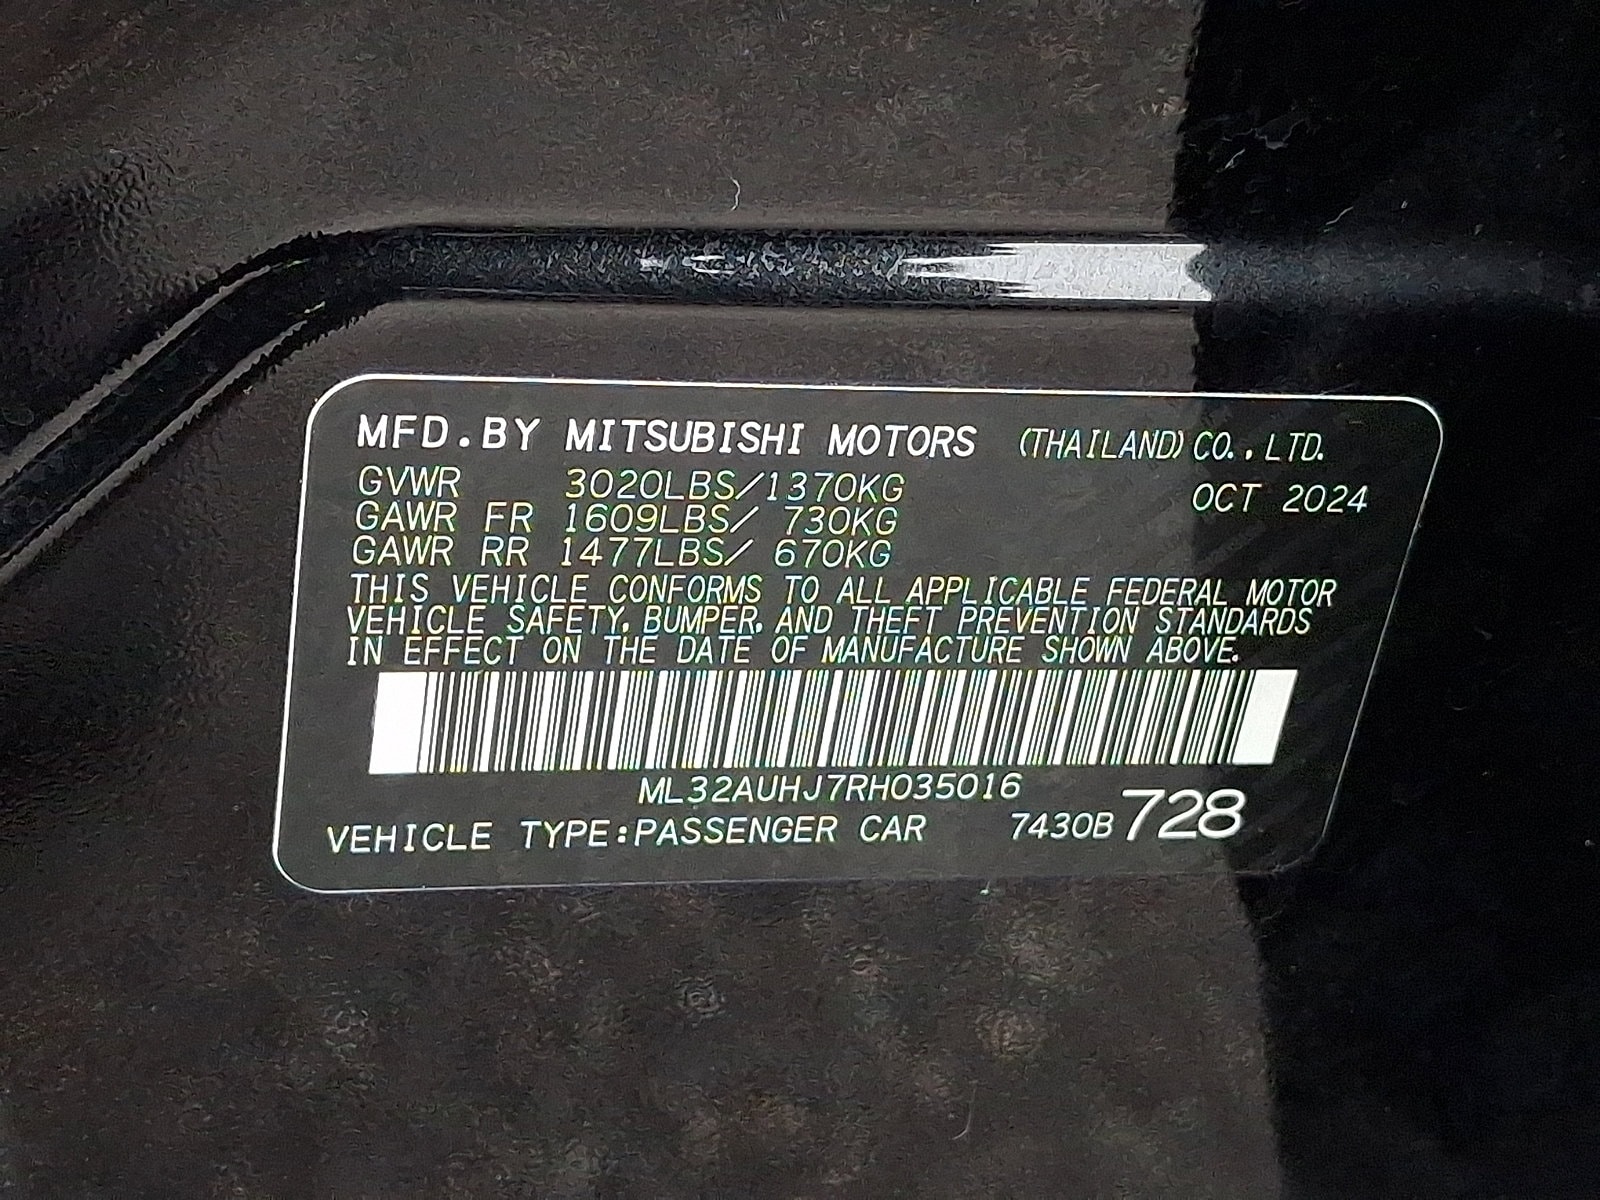 MFD.BY MITSUBISHI MOTORS (THAILAND) CO., LTD.
GVWR 3020LBS/1370KG OCT 2024
GAWR FR 1609LBS/ 730KG
GAWR RR 1477LBS/ 670KG
THIS VEHICLE CONFORMS TO ALL APPLICABLE FEDERAL MOTOR
VEHICLE SAFETY, BUMPER, AND THEFT PREVENTION STANDARDS
IN EFFECT ON THE DATE OF MANUFACTURE SHOWN ABOVE.
ML32AUHJ7RH035016
VEHICLE TYPE:PASSENGER CAR 7430B 728